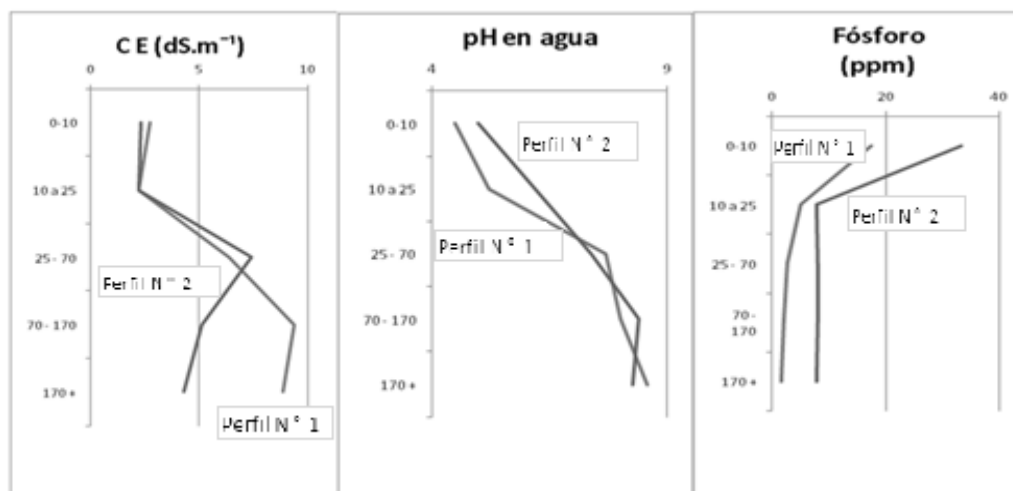 C E (dS.m⁻¹)
0 5 10
0-10
10 a 25
25 - 70
70 - 170
170 +
Perfil N° 2
Perfil N° 1
pH en agua
4 9
0-10
10 a 25
25 - 70
70 - 170
170 +
Perfil N° 2
Perfil N° 1
Fósforo
(ppm)
0 20 40
0-10
10 a 25
25 - 70
70 -
170
170 +
Perfil N° 1
Perfil N° 2